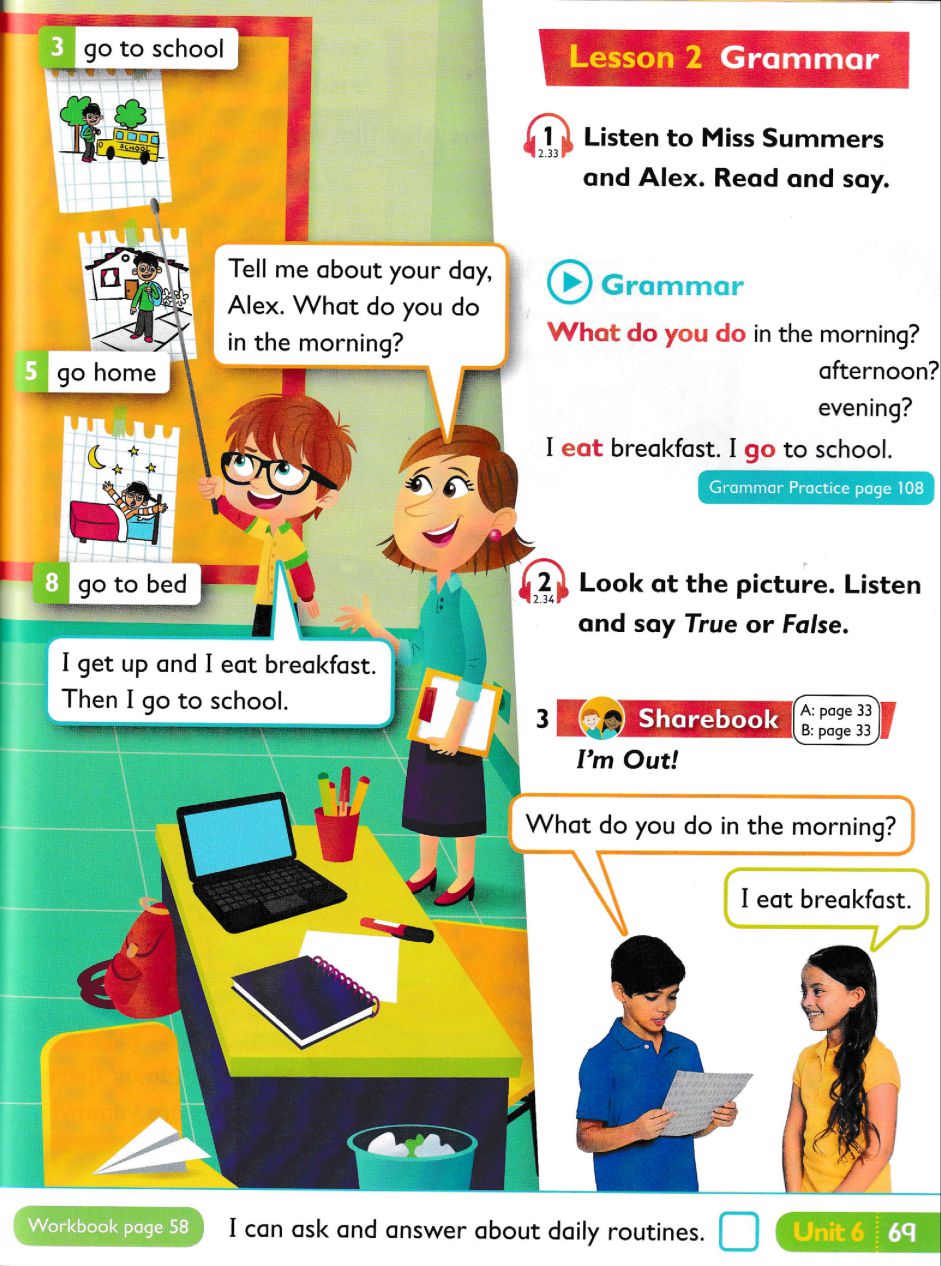 3 go to school
SCHOOL
5 go home
8 go to bed
Tell me about your day,
Alex. What do you do
in the morning?
I get up and I eat breakfast.
Then I go to school.
Lesson 2 Grammar
1
2.33
Listen to Miss Summers
and Alex. Read and say.
Grammar
What do you do in the morning?
afternoon?
evening?
I eat breakfast. I go to school.
Grammar Practice page 108
2
2.34
Look at the picture. Listen
and say True or False.
3 Sharebook
A: page 33
B: page 33
I'm Out!
What do you do in the morning?
I eat breakfast.
Workbook page 58
I can ask and answer about daily routines.
Unit 6 69